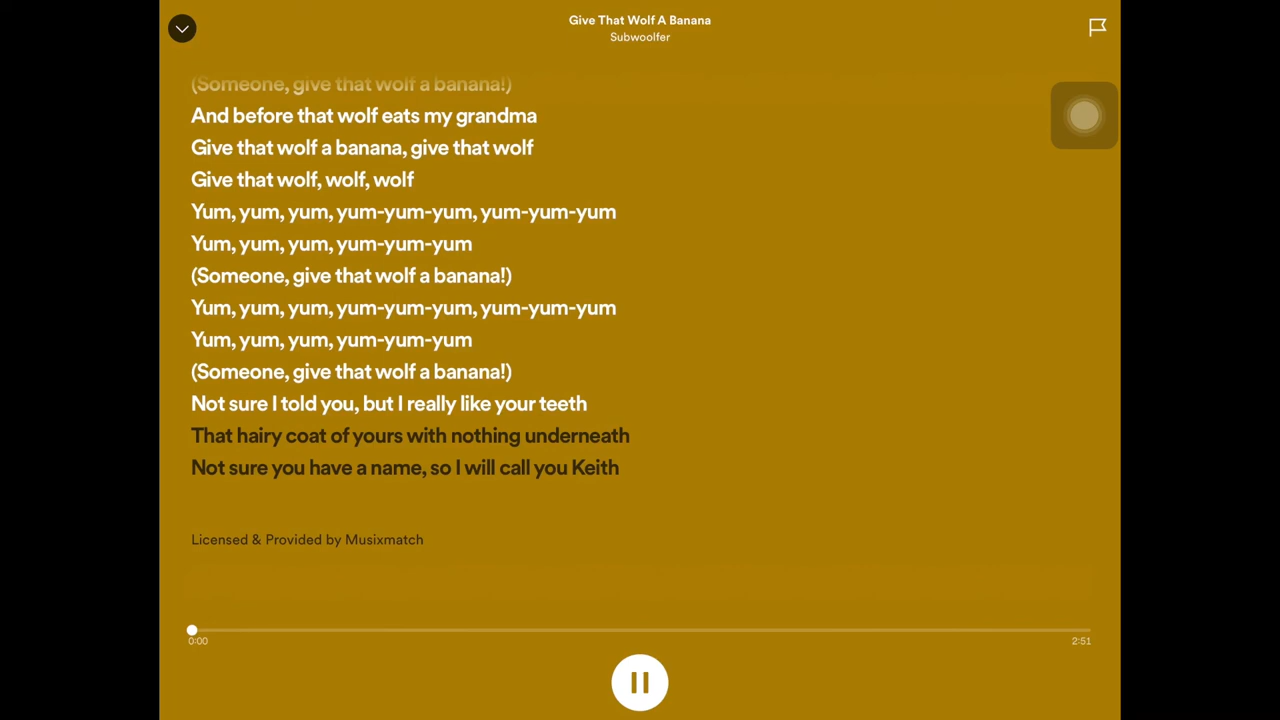 Give That Wolf A Banana
Subwoolfer
(Someone, give that wolf a banana!)
And before that wolf eats my grandma
Give that wolf a banana, give that wolf
Give that wolf, wolf, wolf
Yum, yum, yum, yum-yum-yum, yum-yum-yum
Yum, yum, yum, yum-yum-yum
(Someone, give that wolf a banana!)
Yum, yum, yum, yum-yum-yum, yum-yum-yum
Yum, yum, yum, yum-yum-yum
(Someone, give that wolf a banana!)
Not sure I told you, but I really like your teeth
That hairy coat of yours with nothing underneath
Not sure you have a name, so I will call you Keith
Licensed & Provided by Musixmatch
0:00
2:51